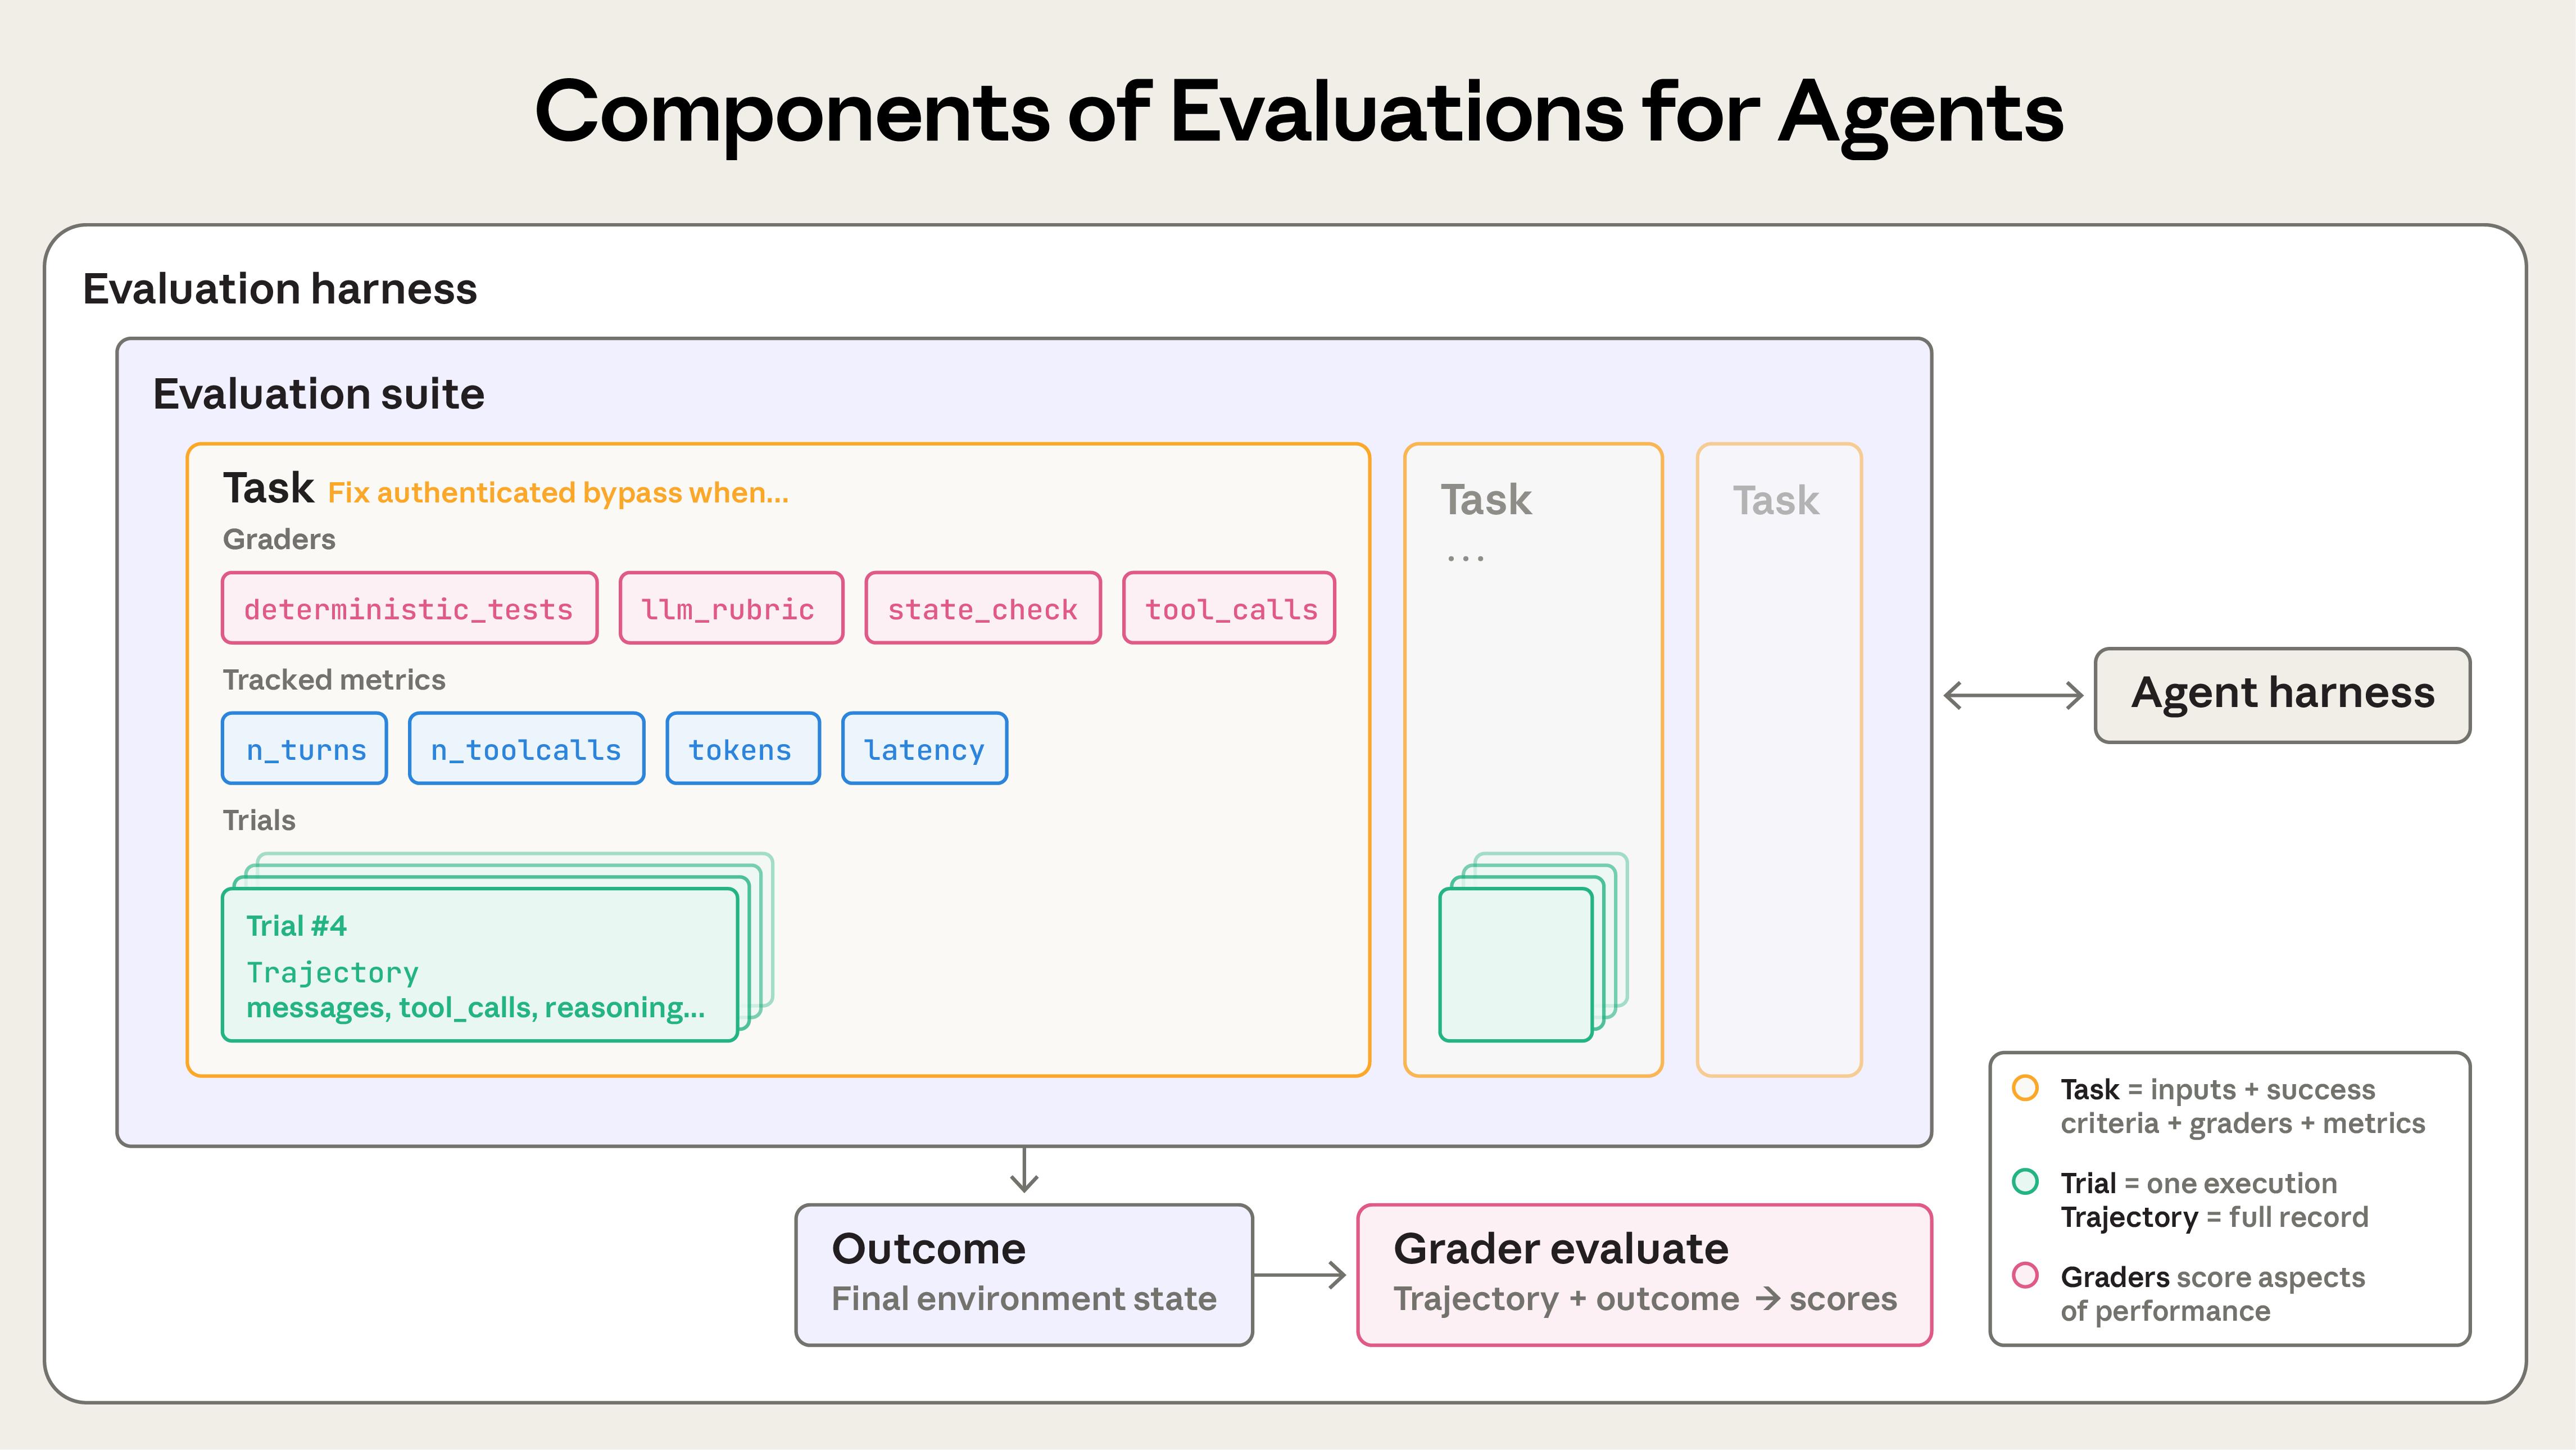 Components of Evaluations for Agents
Evaluation harness
Evaluation suite
Task Fix authenticated bypass when...
Graders
deterministic_tests
llm_rubric
state_check
tool_calls
Tracked metrics
n_turns
n_toolcalls
tokens
latency
Trials
Trial #4
Trajectory
messages, tool_calls, reasoning...
Task
...
Task
Agent harness
Outcome
Final environment state
Grader evaluate
Trajectory + outcome → scores
Task = inputs + success
criteria + graders + metrics
Trial = one execution
Trajectory = full record
Graders score aspects
of performance